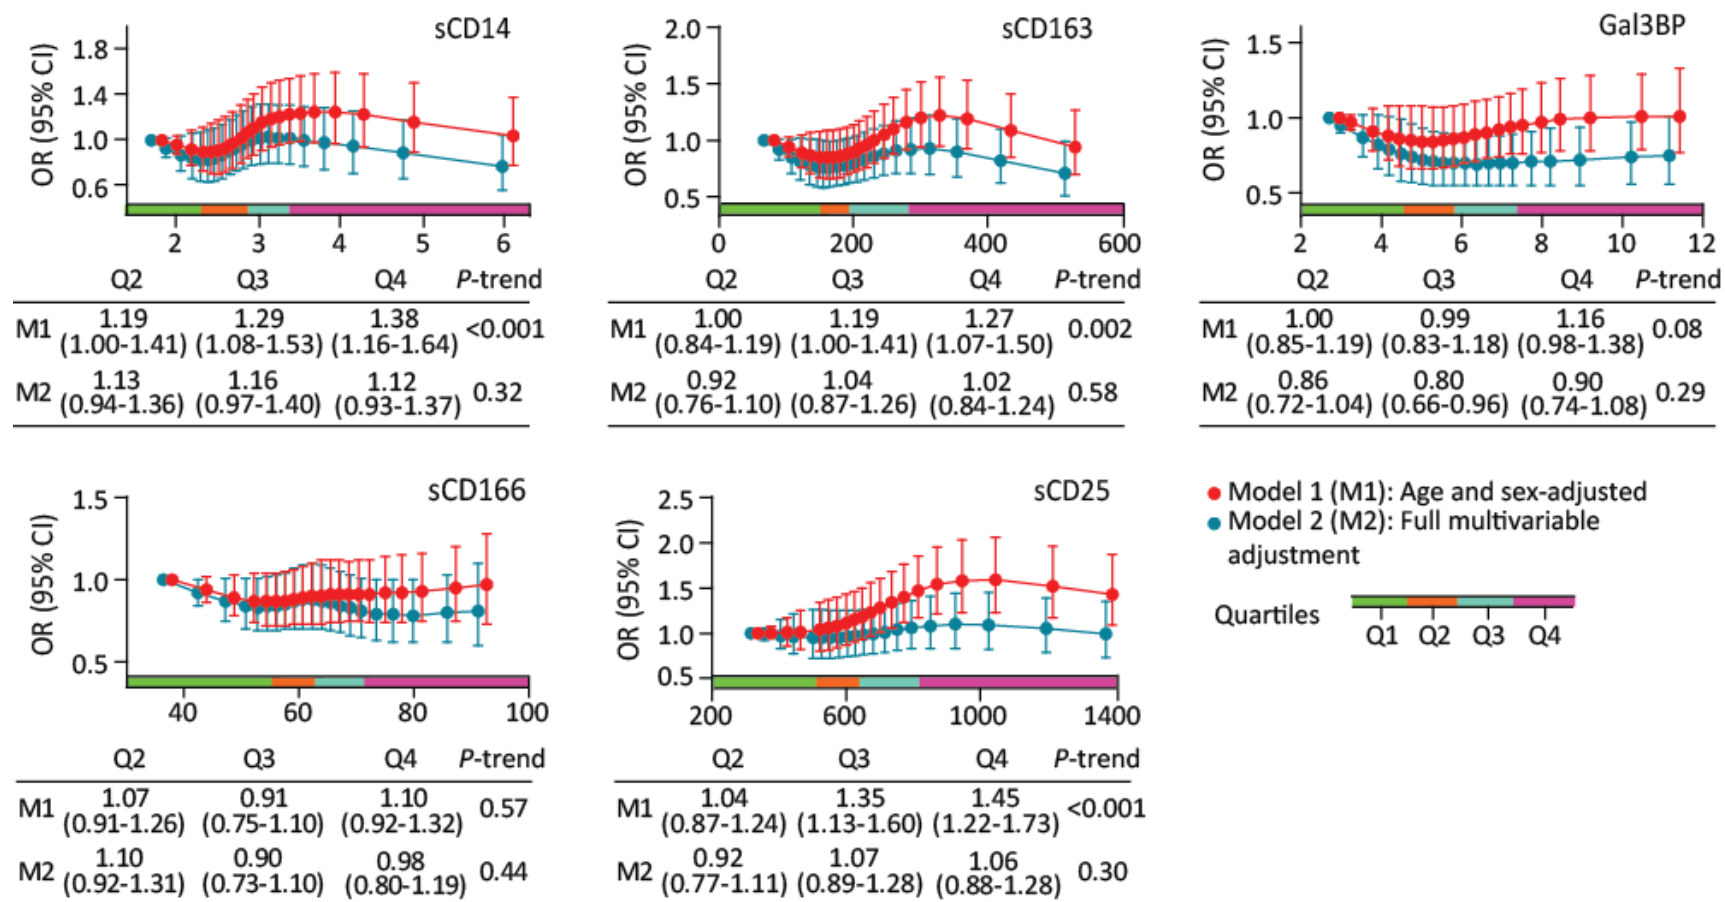 sCD14
OR (95% CI)
1.8
1.4
1.0
0.6
2 3 4 5 6
Q2 Q3 Q4 P-trend
M1 1.19 1.29 1.38 <0.001
(1.00-1.41) (1.08-1.53) (1.16-1.64)
M2 1.13 1.16 1.12 0.32
(0.94-1.36) (0.97-1.40) (0.93-1.37)
sCD163
OR (95% CI)
2.0
1.5
1.0
0.5
0 200 400 600
Q2 Q3 Q4 P-trend
M1 1.00 1.19 1.27 0.002
(0.84-1.19) (1.00-1.41) (1.07-1.50)
M2 0.92 1.04 1.02 0.58
(0.76-1.10) (0.87-1.26) (0.84-1.24)
Gal3BP
OR (95% CI)
1.5
1.0
0.5
2 4 6 8 10 12
Q2 Q3 Q4 P-trend
M1 1.00 0.99 1.16 0.08
(0.85-1.19) (0.83-1.18) (0.98-1.38)
M2 0.86 0.80 0.90 0.29
(0.72-1.04) (0.66-0.96) (0.74-1.08)
sCD166
OR (95% CI)
1.5
1.0
0.5
40 60 80 100
Q2 Q3 Q4 P-trend
M1 1.07 0.91 1.10 0.57
(0.91-1.26) (0.75-1.10) (0.92-1.32)
M2 1.10 0.90 0.98 0.44
(0.92-1.31) (0.73-1.10) (0.80-1.19)
sCD25
OR (95% CI)
2.5
2.0
1.5
1.0
0.5
200 600 1000 1400
Q2 Q3 Q4 P-trend
M1 1.04 1.35 1.45 <0.001
(0.87-1.24) (1.13-1.60) (1.22-1.73)
M2 0.92 1.07 1.06 0.30
(0.77-1.11) (0.89-1.28) (0.88-1.28)
Model 1 (M1): Age and sex-adjusted
Model 2 (M2): Full multivariable
adjustment
Quartiles
Q1 Q2 Q3 Q4